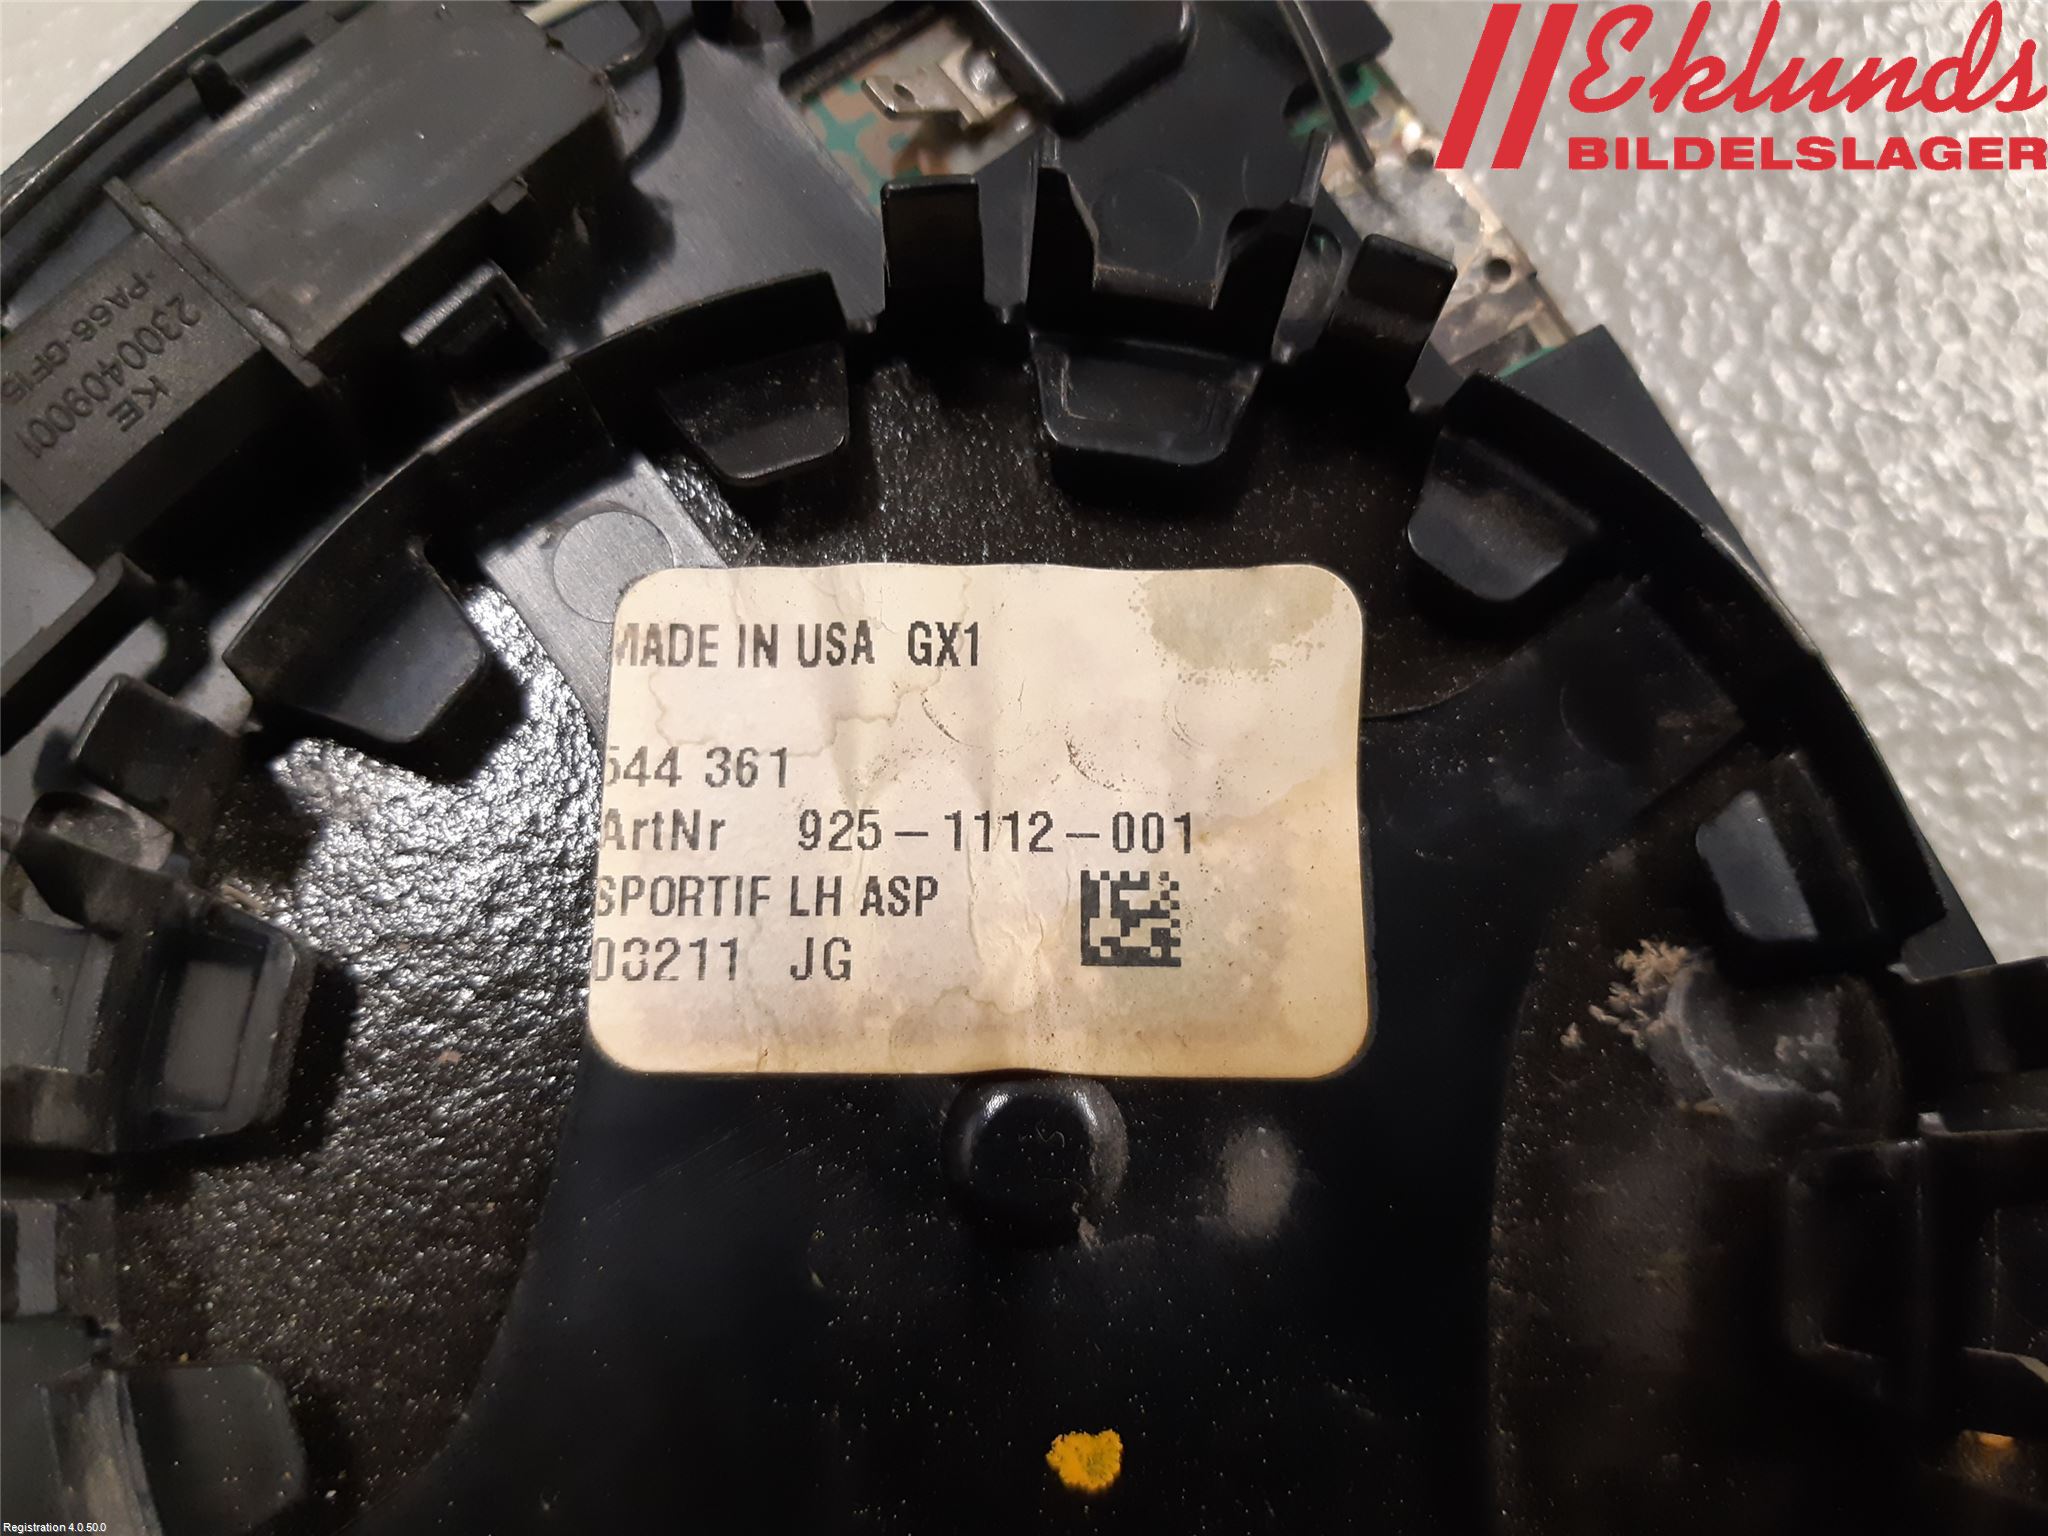 Eklunds
BILDELSLAGER
2300409001
KE
-PA66-GF15
MADE IN USA GX1
544 361
ArtNr 925-1112-001
SPORTIF LH ASP
03211 JG
Registration 4.0.50.0